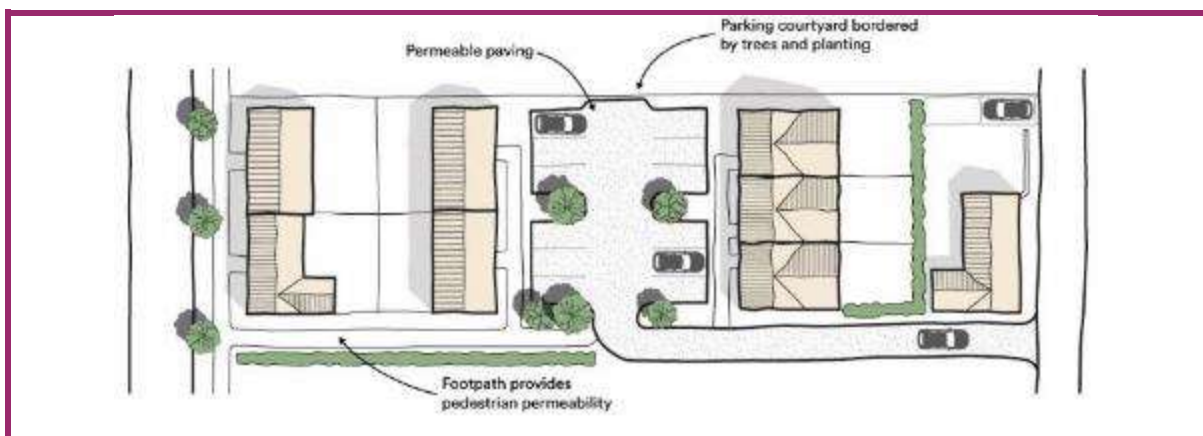 Parking courtyard bordered
by trees and planting
Permeable paving
Footpath provides
pedestrian permeability